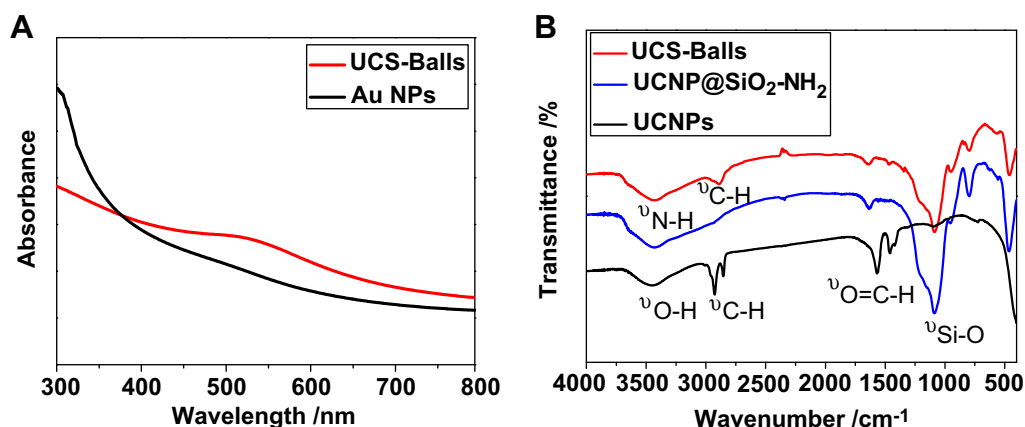 A
UCS-Balls
Au NPs
Absorbance
300 400 500 600 700 800
Wavelength /nm
B
UCS-Balls
UCNP@SiO₂-NH₂
UCNPs
Transmittance /%
υC-H
υN-H
υO=C-H
υO-H
υC-H
υSi-O
4000 3500 3000 2500 2000 1500 1000 500
Wavenumber /cm⁻¹